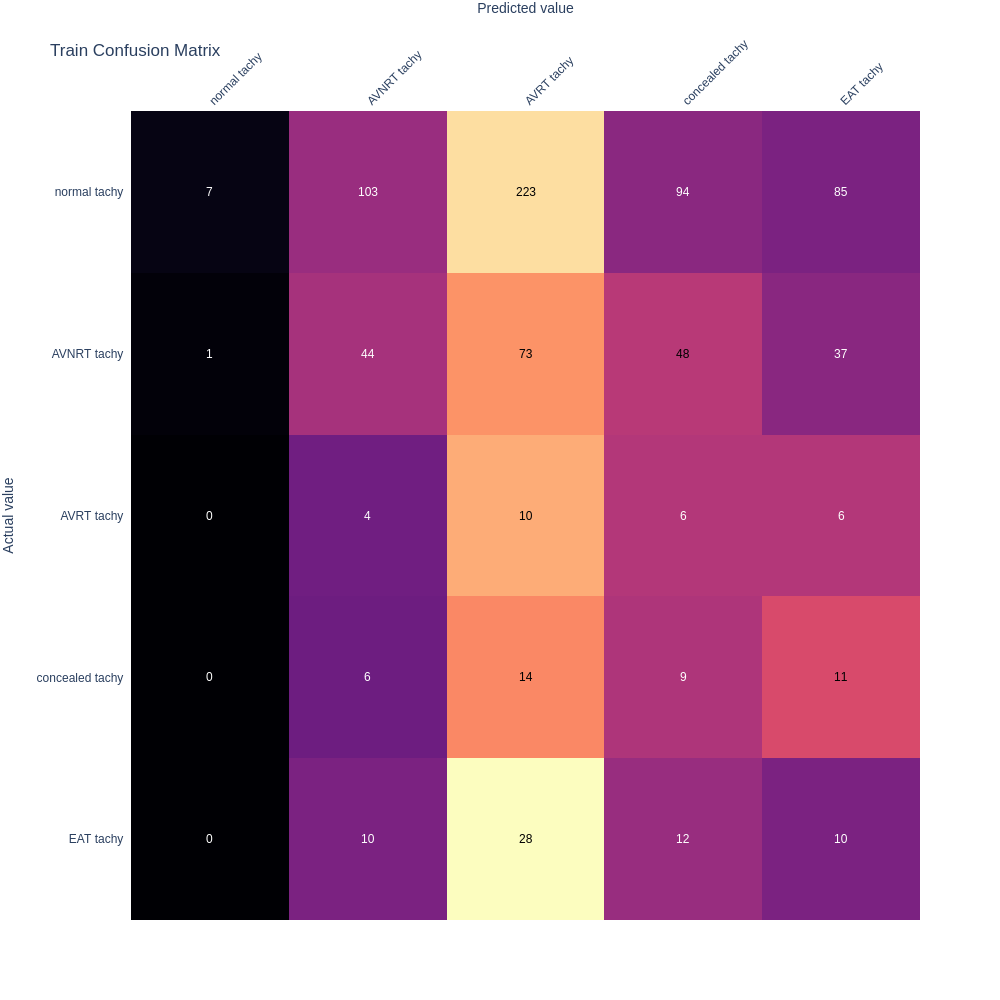 Predicted value
Train Confusion Matrix
normal tachy AVNRT tachy AVRT tachy concealed tachy EAT tachy
normal tachy 7 103 223 94 85
AVNRT tachy 1 44 73 48 37
AVRT tachy 0 4 10 6 6
Actual value
concealed tachy 0 6 14 9 11
EAT tachy 0 10 28 12 10